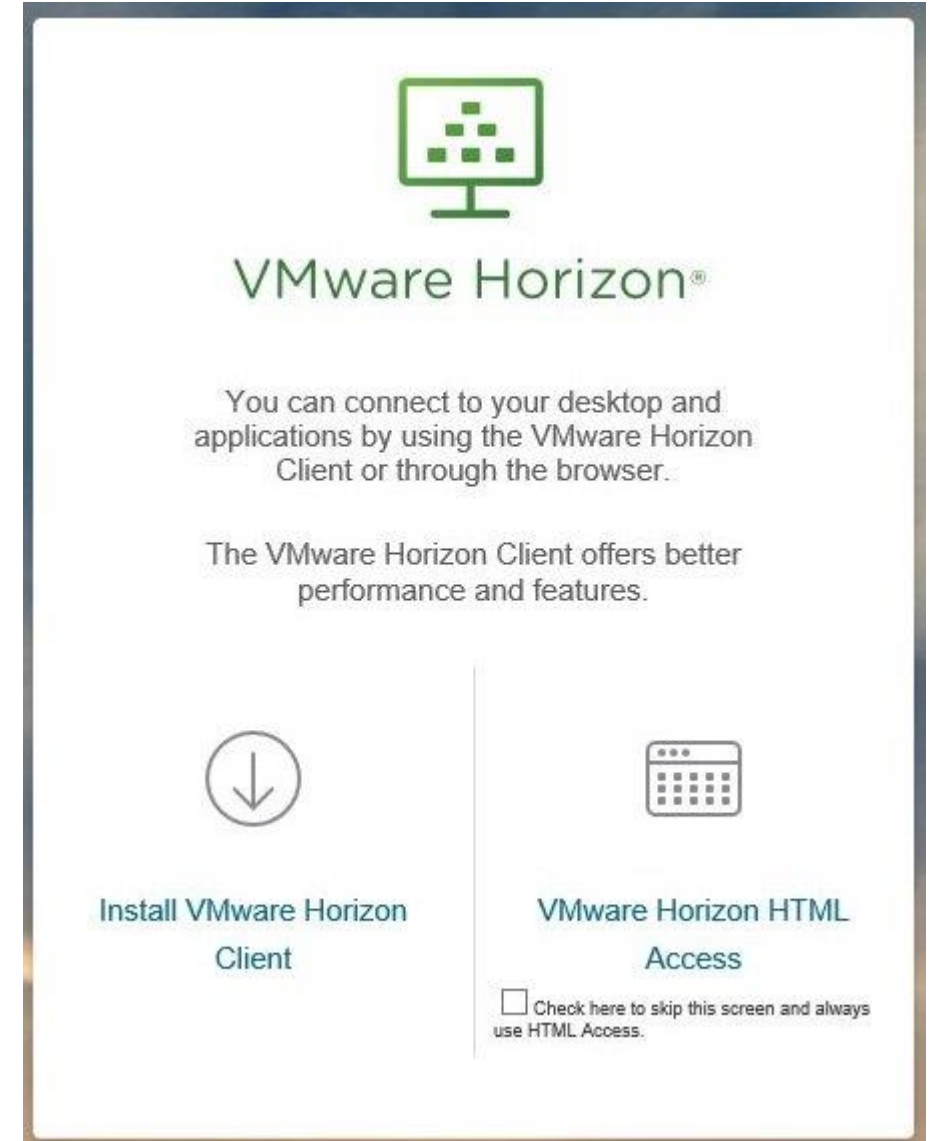 VMware Horizon®
You can connect to your desktop and
applications by using the VMware Horizon
Client or through the browser.
The VMware Horizon Client offers better
performance and features.
Install VMware Horizon
Client
VMware Horizon HTML
Access
Check here to skip this screen and always
use HTML Access.